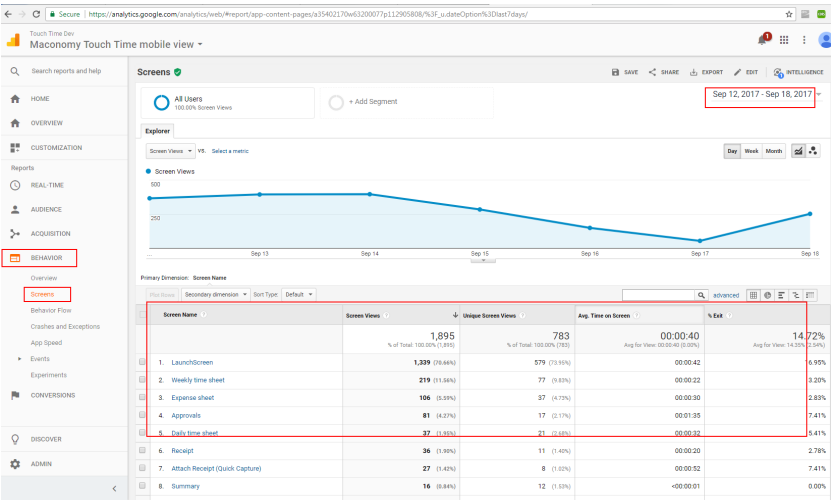 Secure | https://analytics.google.com/analytics/web/#report/app-content-pages/a35402170w63200077p112905808/%3F_u.dateOption%3Dlast7days/
Touch Time Dev
Maconomy Touch Time mobile view
Search reports and help
HOME
OVERVIEW
CUSTOMIZATION
Reports
REAL-TIME
AUDIENCE
ACQUISITION
BEHAVIOR
Overview
Screens
Behavior Flow
Crashes and Exceptions
App Speed
Events
Experiments
CONVERSIONS
DISCOVER
ADMIN
Screens
SAVE SHARE EXPORT EDIT INTELLIGENCE
Sep 12, 2017 - Sep 18, 2017
All Users
100.00% Screen Views
+ Add Segment
Explorer
Screen Views VS. Select a metric
Day Week Month
Screen Views
500
250
... Sep 13 Sep 14 Sep 15 Sep 16 Sep 17 Sep 18
Primary Dimension: Screen Name
Plot Rows Secondary dimension Sort Type: Default advanced
Screen Name Screen Views Unique Screen Views Avg. Time on Screen % Exit
1,895 783 00:00:40 14.72%
% of Total: 100.00% (1,895) % of Total: 100.00% (783) Avg for View: 00:00:40 (0.00%) Avg for View: 14.35%
1. LaunchScreen 1,339 (70.66%) 579 (73.95%) 00:00:42 16.95%
2. Weekly time sheet 219 (11.56%) 77 (9.83%) 00:00:22 3.20%
3. Expense sheet 106 (5.59%) 37 (4.73%) 00:00:30 2.83%
4. Approvals 81 (4.27%) 17 (2.17%) 00:01:35 7.41%
5. Daily time sheet 37 (1.95%) 21 (2.68%) 00:00:32 5.41%
6. Receipt 36 (1.90%) 11 (1.40%) 00:00:20 2.78%
7. Attach Receipt (Quick Capture) 27 (1.42%) 8 (1.02%) 00:00:52 7.41%
8. Summary 16 (0.84%) 12 (1.53%) <00:00:01 0.00%